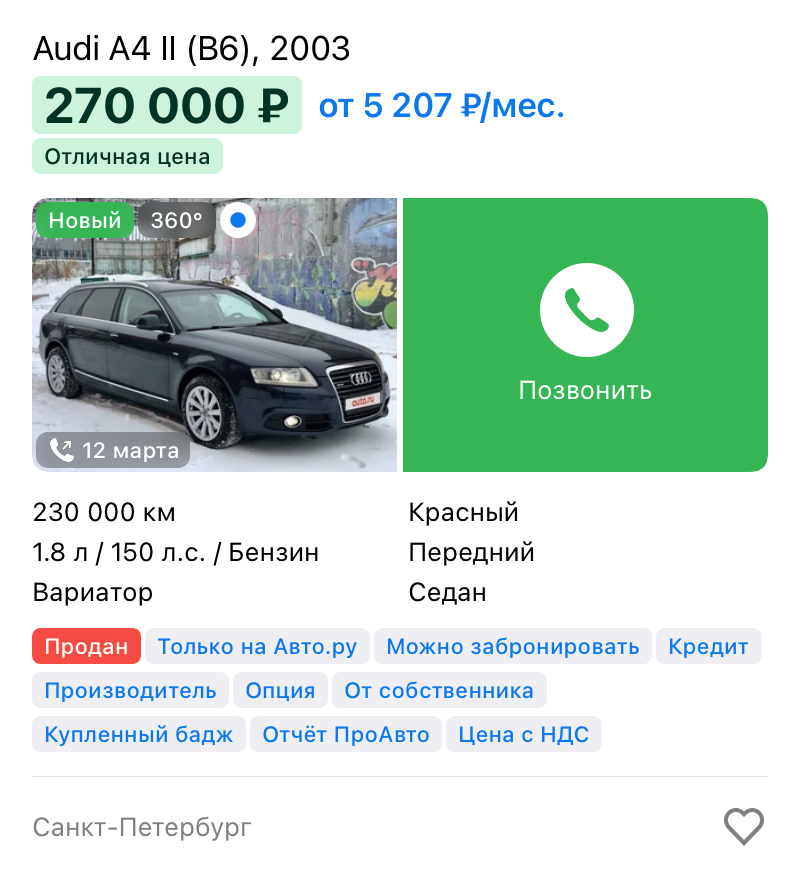 Audi A4 II (B6), 2003
270 000 ₽ от 5 207 ₽/мес.
Отличная цена
Новый 360°
auto.ru
12 марта
Позвонить
230 000 км Красный
1.8 л / 150 л.с. / Бензин Передний
Вариатор Седан
Продан Только на Авто.ру Можно забронировать Кредит
Производитель Опция От собственника
Купленный бадж Отчёт ПроАвто Цена с НДС
Санкт-Петербург